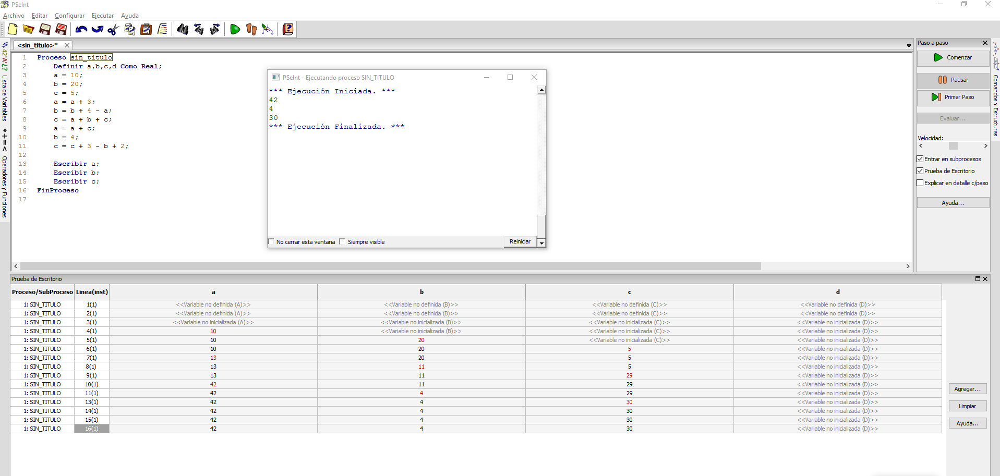 PSeInt
Archivo Editar Configurar Ejecutar Ayuda
<sin_titulo>*
42 'A' ¿? Lista de Variables
* + = < Operadores y Funciones
1 Proceso sin_titulo
2 Definir a,b,c,d Como Real;
3 a = 10;
4 b = 20;
5 c = 5;
6 a = a + 3;
7 b = b + 4 - a;
8 c = a + b + c;
9 a = a + c;
10 b = 4;
11 c = c + 3 - b + 2;
12
13 Escribir a;
14 Escribir b;
15 Escribir c;
16 FinProceso
17
PSeInt - Ejecutando proceso SIN_TITULO
*** Ejecución Iniciada. ***
42
4
30
*** Ejecución Finalizada. ***
No cerrar esta ventana Siempre visible Reiniciar
Paso a paso
Comenzar
Pausar
Primer Paso
Evaluar...
Velocidad:
Entrar en subprocesos
Prueba de Escritorio
Explicar en detalle c/paso
Ayuda...
Comandos y Estructuras
Prueba de Escritorio
Proceso/SubProceso Linea(inst) a b c d
1: SIN_TITULO 1(1) <<Variable no definida (A)>> <<Variable no definida (B)>> <<Variable no definida (C)>> <<Variable no definida (D)>>
1: SIN_TITULO 2(1) <<Variable no definida (A)>> <<Variable no definida (B)>> <<Variable no definida (C)>> <<Variable no definida (D)>>
1: SIN_TITULO 3(1) <<Variable no inicializada (A)>> <<Variable no inicializada (B)>> <<Variable no inicializada (C)>> <<Variable no inicializada (D)>>
1: SIN_TITULO 4(1) 10 <<Variable no inicializada (B)>> <<Variable no inicializada (C)>> <<Variable no inicializada (D)>>
1: SIN_TITULO 5(1) 10 20 <<Variable no inicializada (C)>> <<Variable no inicializada (D)>>
1: SIN_TITULO 6(1) 10 20 5 <<Variable no inicializada (D)>>
1: SIN_TITULO 7(1) 13 20 5 <<Variable no inicializada (D)>>
1: SIN_TITULO 8(1) 13 11 5 <<Variable no inicializada (D)>>
1: SIN_TITULO 9(1) 13 11 29 <<Variable no inicializada (D)>>
1: SIN_TITULO 10(1) 42 11 29 <<Variable no inicializada (D)>>
1: SIN_TITULO 11(1) 42 4 29 <<Variable no inicializada (D)>>
1: SIN_TITULO 13(1) 42 4 30 <<Variable no inicializada (D)>>
1: SIN_TITULO 14(1) 42 4 30 <<Variable no inicializada (D)>>
1: SIN_TITULO 15(1) 42 4 30 <<Variable no inicializada (D)>>
1: SIN_TITULO 16(1) 42 4 30 <<Variable no inicializada (D)>>
Agregar...
Limpiar
Ayuda...